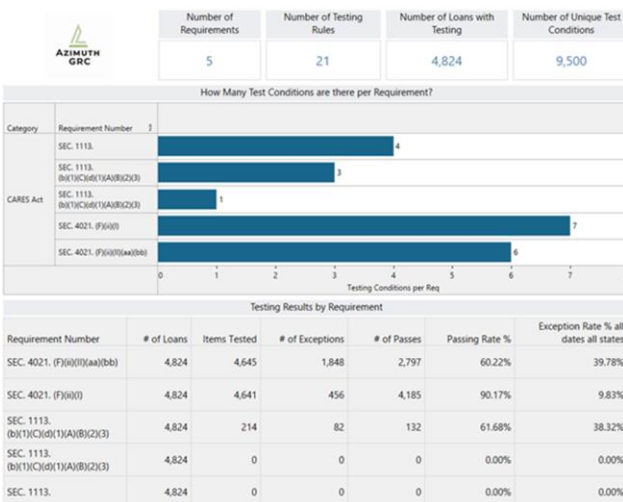 AZIMUTH
GRC
Number of Requirements
5
Number of Testing Rules
21
Number of Loans with Testing
4,824
Number of Unique Test Conditions
9,500
How Many Test Conditions are there per Requirement?
Category Requirement Number
CARES Act
SEC. 1113. 4
SEC. 1113.
(b)(1)(C)(d)(1)(A)(B)(2)(3) 3
SEC. 1113.
(b)(1)(C)(d)(1)(A)(B)(2)(3) 1
SEC. 4021. (F)(ii)(I) 7
SEC. 4021. (F)(ii)(II)(aa)(bb) 6
0 1 2 3 4 5 6 7
Testing Conditions per Req
Testing Results by Requirement
Requirement Number # of Loans Items Tested # of Exceptions # of Passes Passing Rate % Exception Rate % all dates all states
SEC. 4021. (F)(ii)(II)(aa)(bb) 4,824 4,645 1,848 2,797 60.22% 39.78%
SEC. 4021. (F)(ii)(I) 4,824 4,641 456 4,185 90.17% 9.83%
SEC. 1113.
(b)(1)(C)(d)(1)(A)(B)(2)(3) 4,824 214 82 132 61.68% 38.32%
SEC. 1113.
(b)(1)(C)(d)(1)(A)(B)(2)(3) 4,824 0 0 0 0.00% 0.00%
SEC. 1113. 4,824 0 0 0 0.00% 0.00%